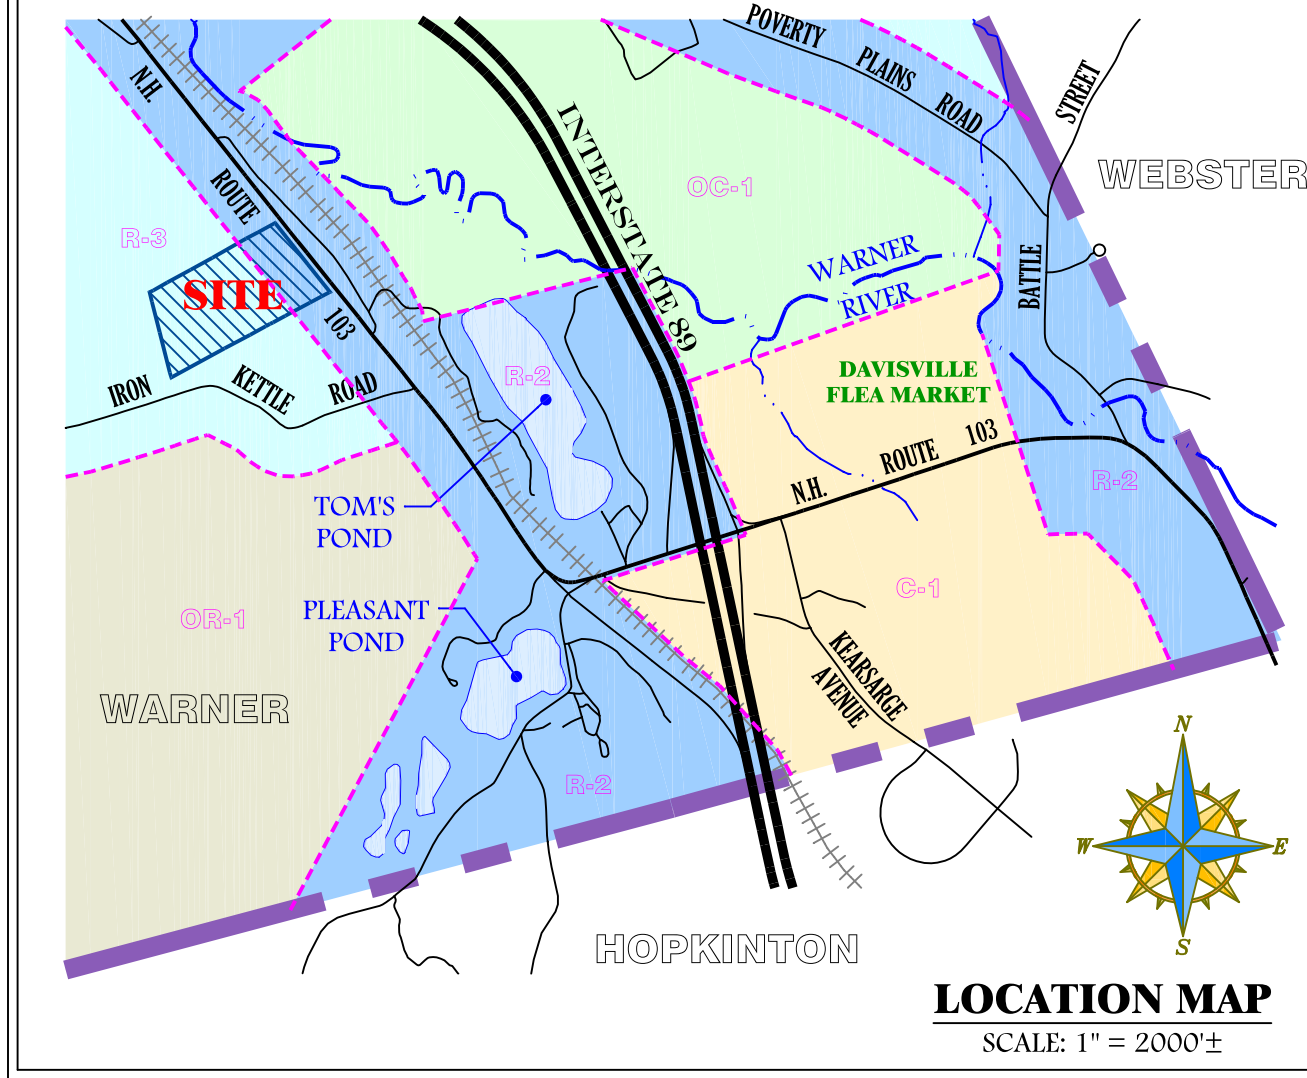 POVERTY PLAINS ROAD
STREET
N.H.
INTERSTATE 89
WEBSTER
OC-1
ROUTE
R-3
WARNER
RIVER
BATTLE
SITE
103
DAVISVILLE
FLEA MARKET
R-2
IRON KETTLE ROAD
N.H. ROUTE 103
R-2
TOM'S
POND
C-1
PLEASANT
POND
OR-1
KEARSARGE
AVENUE
WARNER
R-2
N
W
E
S
HOPKINTON
LOCATION MAP
SCALE: 1" = 2000'±